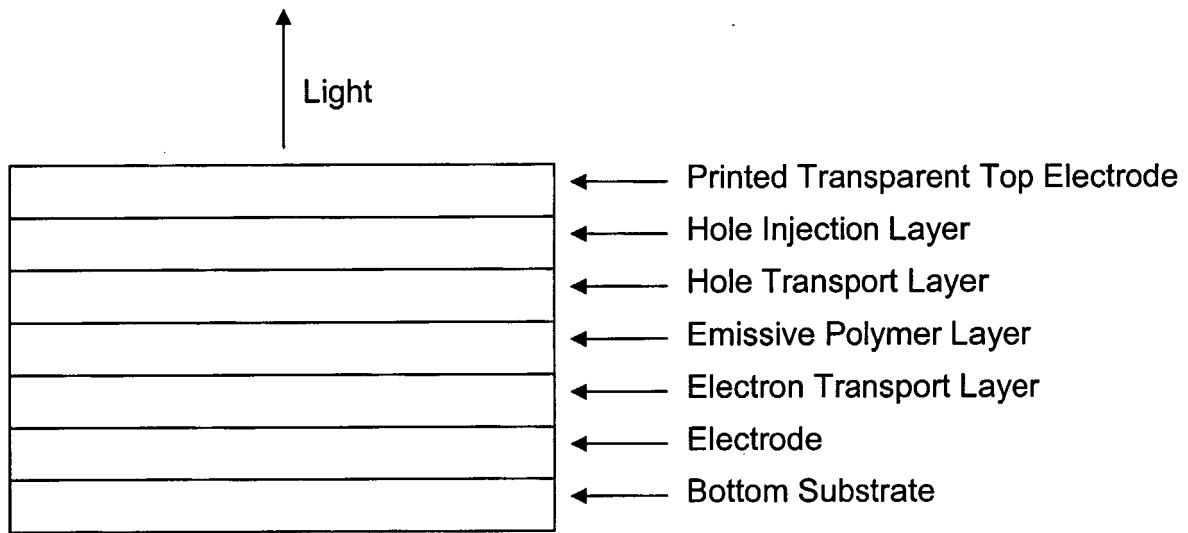 Light
Printed Transparent Top Electrode
Hole Injection Layer
Hole Transport Layer
Emissive Polymer Layer
Electron Transport Layer
Electrode
Bottom Substrate